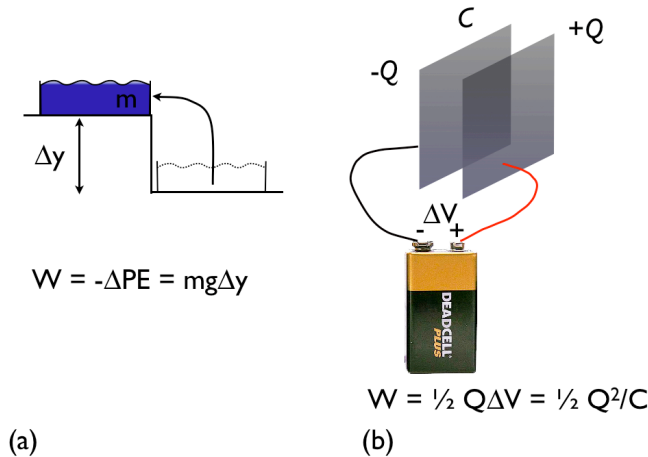 m
Δy
W = -ΔPE = mgΔy
(a)
C
-Q
+Q
ΔV
- +
DEADCELL
PLUS
W = ½ QΔV = ½ Q²/C
(b)